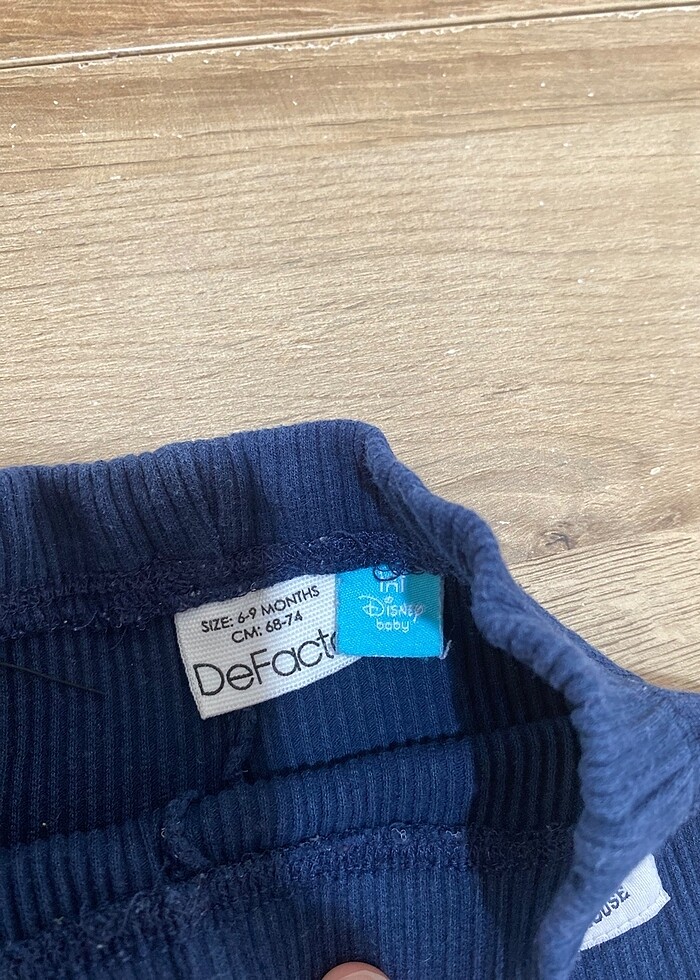 SIZE: 6-9 MONTHS
CM: 68-74
DeFacto
Disney
baby